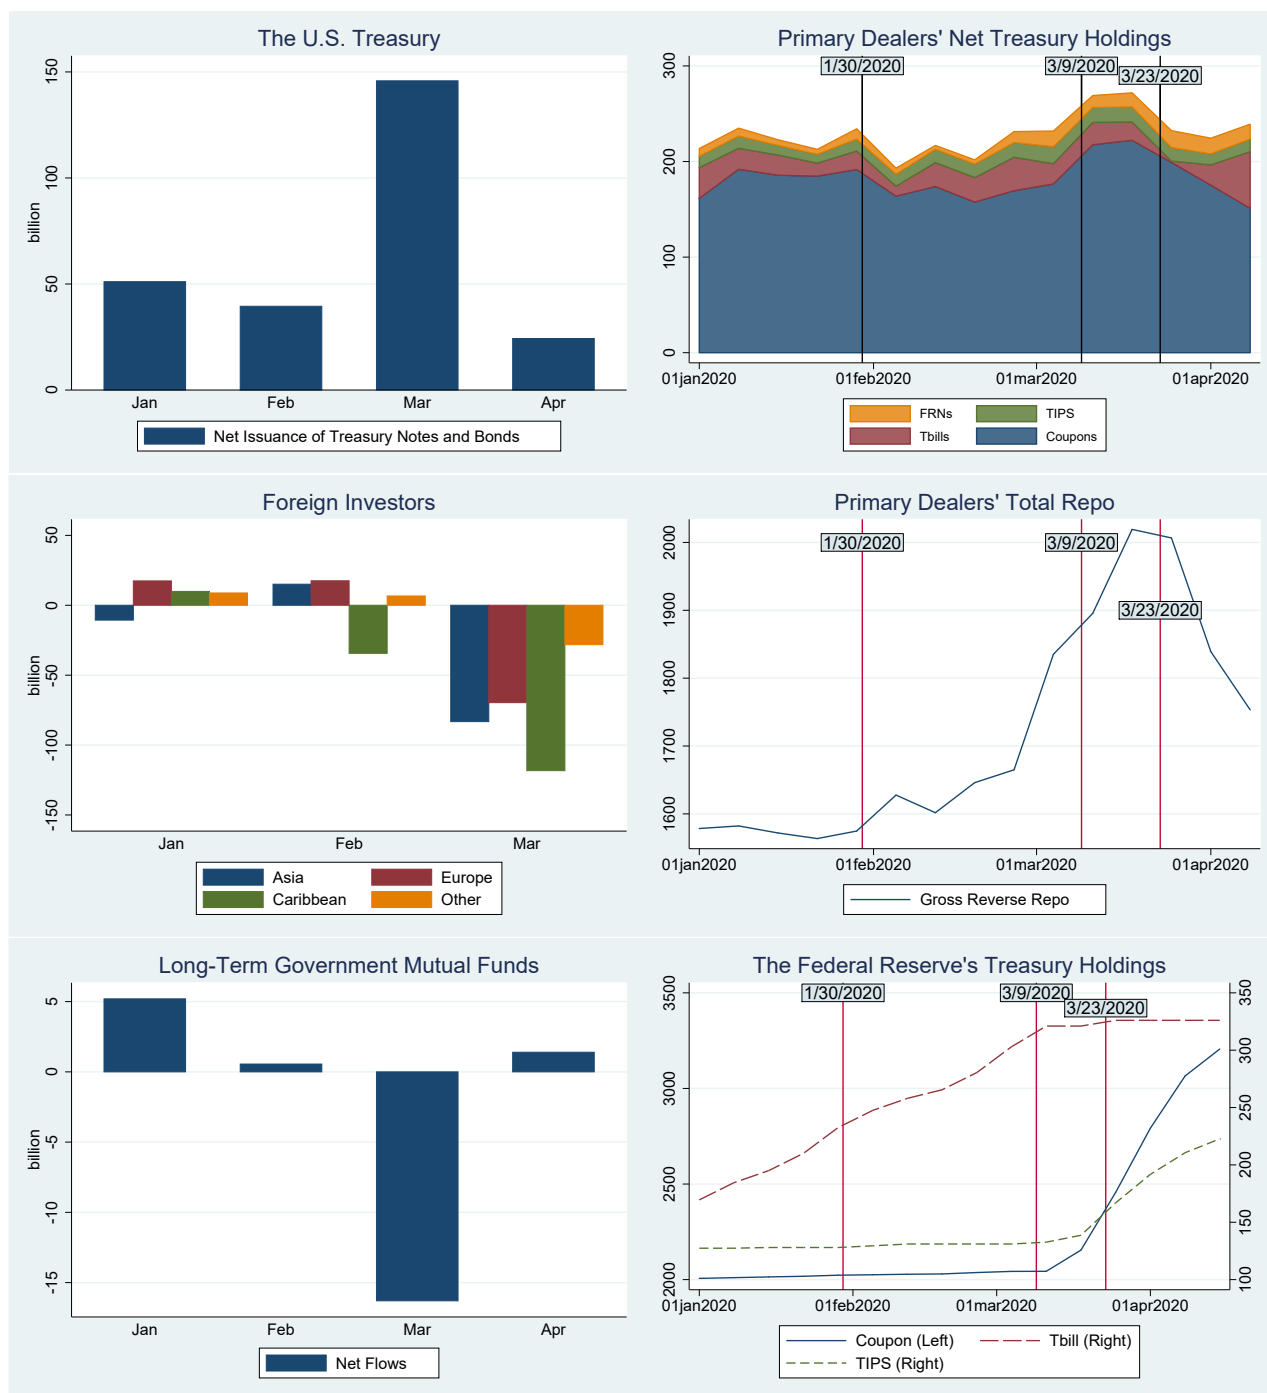 The U.S. Treasury
150
100
50
0
billion
Jan Feb Mar Apr
Net Issuance of Treasury Notes and Bonds
Primary Dealers' Net Treasury Holdings
1/30/2020 3/9/2020 3/23/2020
300
200
100
0
01jan2020 01feb2020 01mar2020 01apr2020
FRNs TIPS
Tbills Coupons
Foreign Investors
50
0
-50
-100
-150
billion
Jan Feb Mar
Asia Europe
Caribbean Other
Primary Dealers' Total Repo
1/30/2020 3/9/2020
3/23/2020
2000
1900
1800
1700
1600
01jan2020 01feb2020 01mar2020 01apr2020
Gross Reverse Repo
Long-Term Government Mutual Funds
5
0
-5
-10
-15
billion
Jan Feb Mar Apr
Net Flows
The Federal Reserve's Treasury Holdings
1/30/2020 3/9/2020 3/23/2020
3500
3000
2500
2000
350
300
250
200
150
100
01jan2020 01feb2020 01mar2020 01apr2020
Coupon (Left) Tbill (Right)
TIPS (Right)